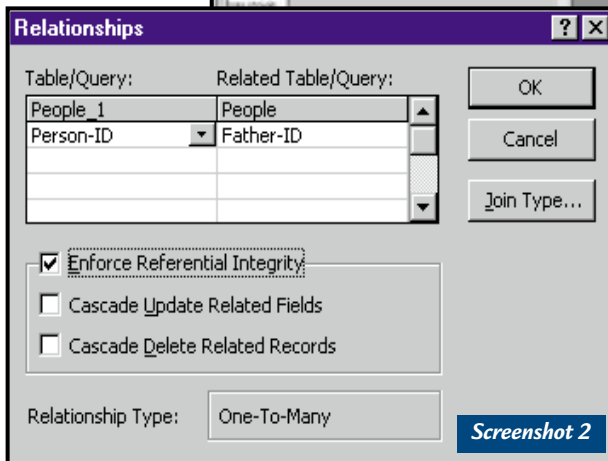 Relationships
Table/Query: Related Table/Query:
People_1 People
Person-ID Father-ID
OK
Cancel
Join Type...
Enforce Referential Integrity
Cascade Update Related Fields
Cascade Delete Related Records
Relationship Type: One-To-Many
Screenshot 2